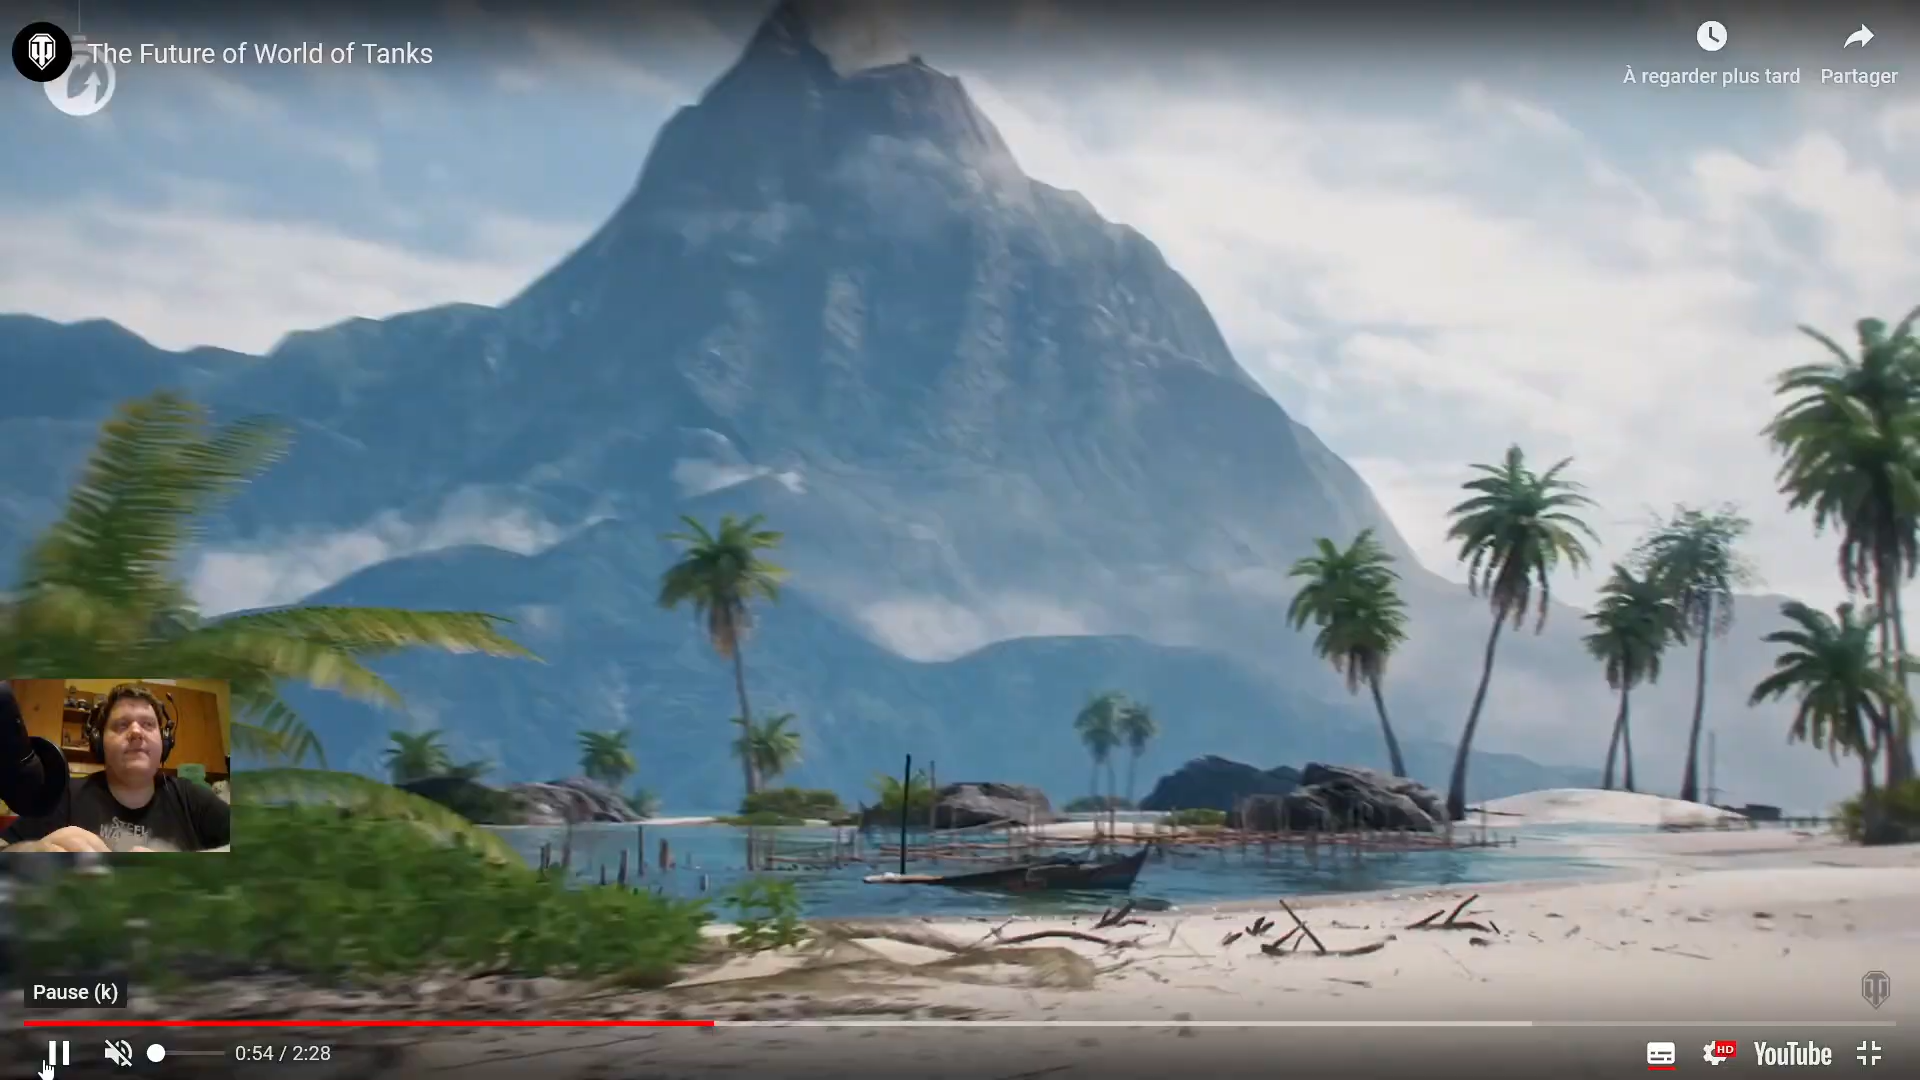 The Future of World of Tanks
À regarder plus tard
Partager
Pause (k)
0:54 / 2:28
HD
YouTube